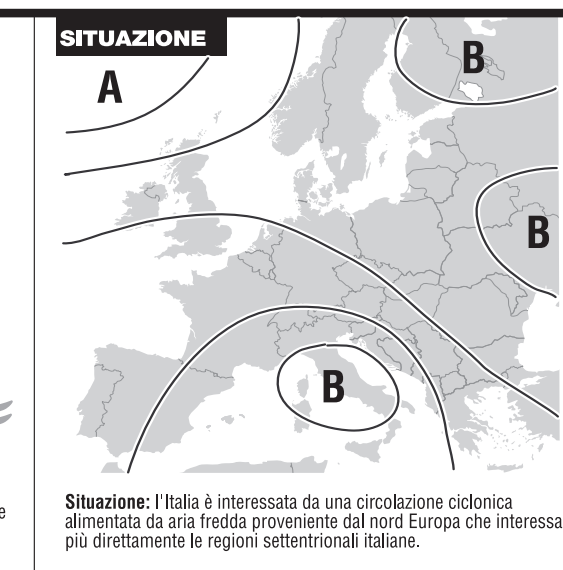 SITUAZIONE
A
B
B
B
e
Situazione: l'Italia è interessata da una circolazione ciclonica
alimentata da aria fredda proveniente dal nord Europa che interessa
più direttamente le regioni settentrionali italiane.